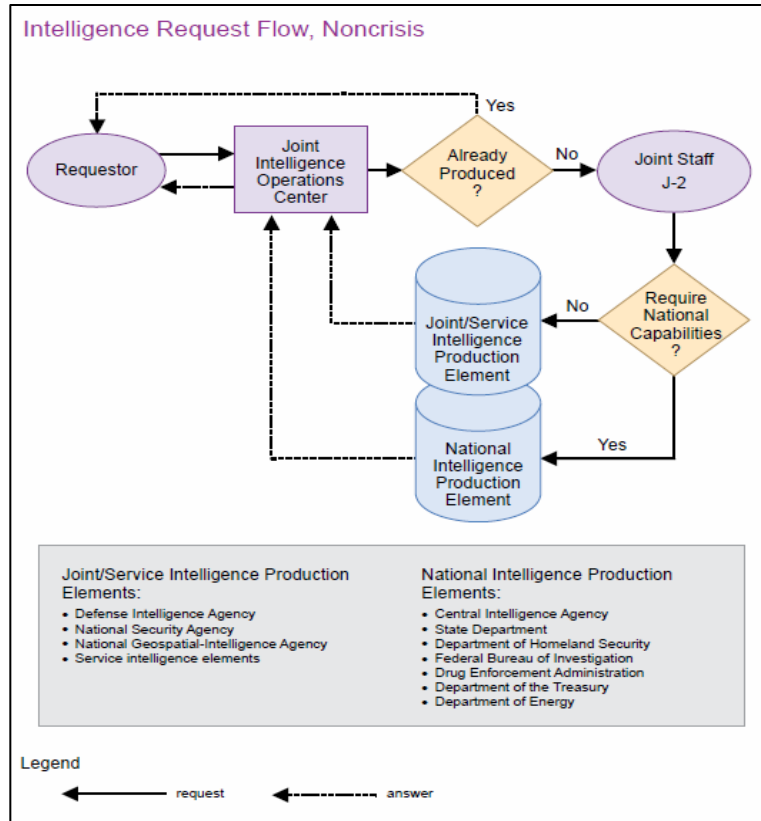 Intelligence Request Flow, Noncrisis
Yes
Requestor
Joint
Intelligence
Operations
Center
Already
Produced
?
No
Joint Staff
J-2
Joint/Service
Intelligence
Production
Element
No
Require
National
Capabilities
?
National
Intelligence
Production
Element
Yes
Joint/Service Intelligence Production
Elements:
• Defense Intelligence Agency
• National Security Agency
• National Geospatial-Intelligence Agency
• Service intelligence elements
National Intelligence Production
Elements:
• Central Intelligence Agency
• State Department
• Department of Homeland Security
• Federal Bureau of Investigation
• Drug Enforcement Administration
• Department of the Treasury
• Department of Energy
Legend
request
answer